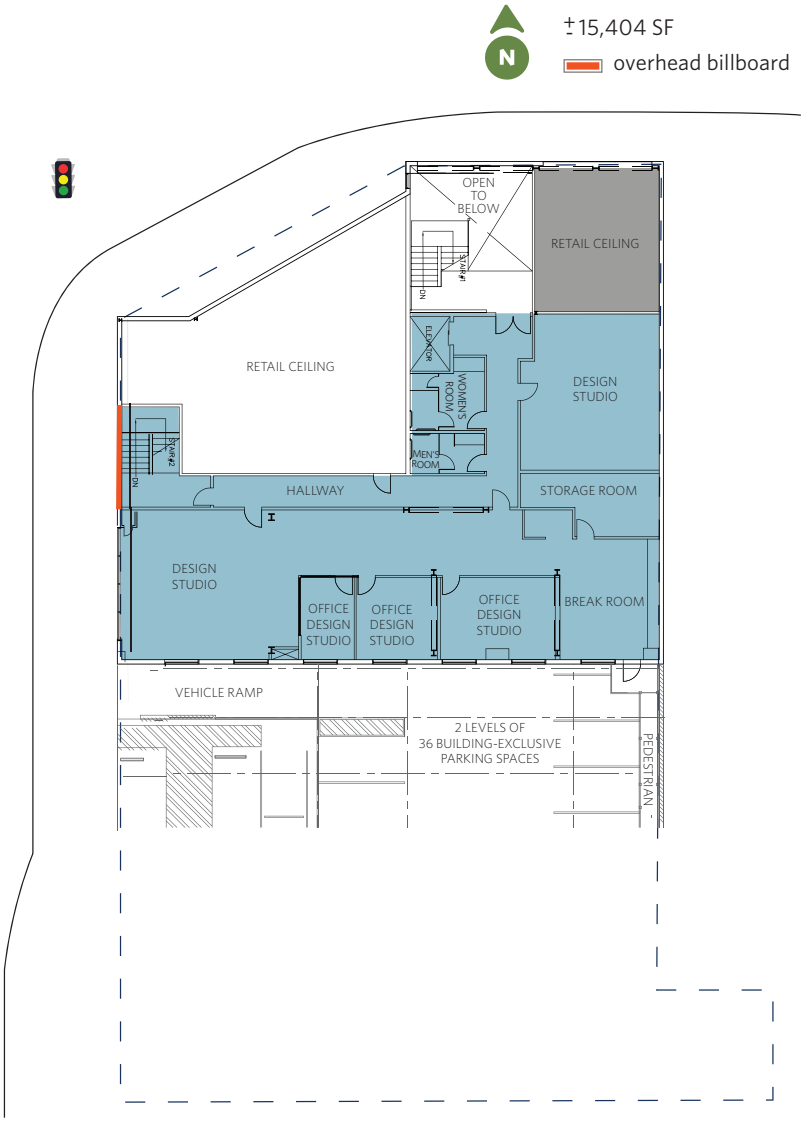 ±15,404 SF
N
overhead billboard
OPEN
TO
BELOW
RETAIL CEILING
STAIR#1
DN
ELEVATOR
RETAIL CEILING
WOMEN'S
ROOM
DESIGN
STUDIO
STAIR#2
DN
MEN'S
ROOM
HALLWAY
STORAGE ROOM
DESIGN
STUDIO
OFFICE
DESIGN
STUDIO
OFFICE
DESIGN
STUDIO
OFFICE
DESIGN
STUDIO
BREAK ROOM
VEHICLE RAMP
2 LEVELS OF
36 BUILDING-EXCLUSIVE
PARKING SPACES
PEDESTRIAN -